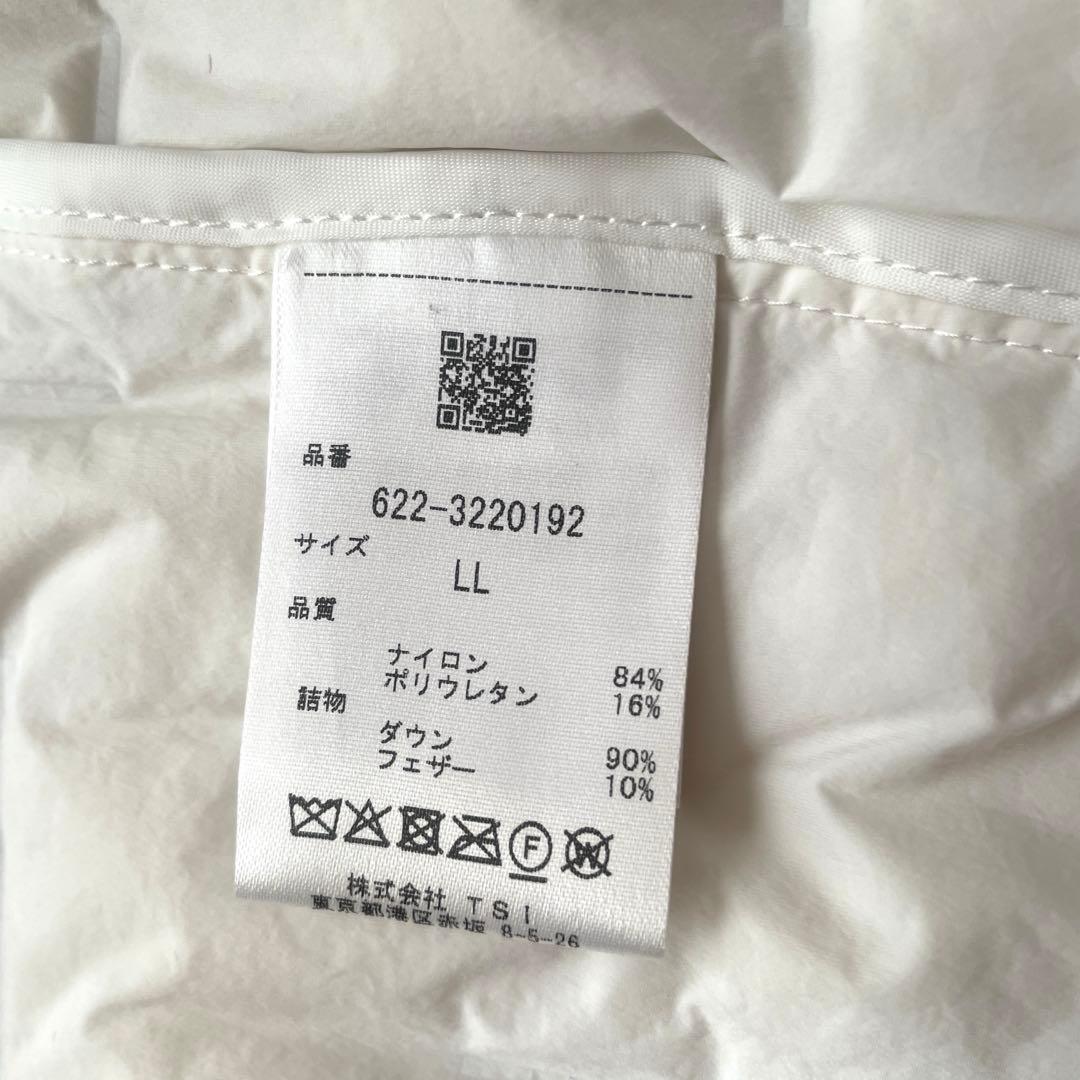 品番
622-3220192
サイズ
LL
品質
ナイロン 84%
ポリウレタン 16%
詰物
ダウン 90%
フェザー 10%
F W
株式会社 TSI
東京都港区赤坂 8-5-26